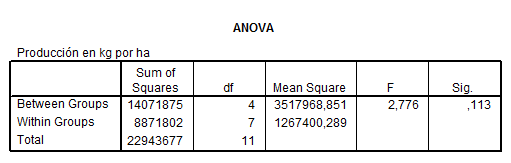 ANOVA
Producción en kg por ha
Sum of Squares df Mean Square F Sig.
Between Groups 14071875 4 3517968,851 2,776 ,113
Within Groups 8871802 7 1267400,289
Total 22943677 11